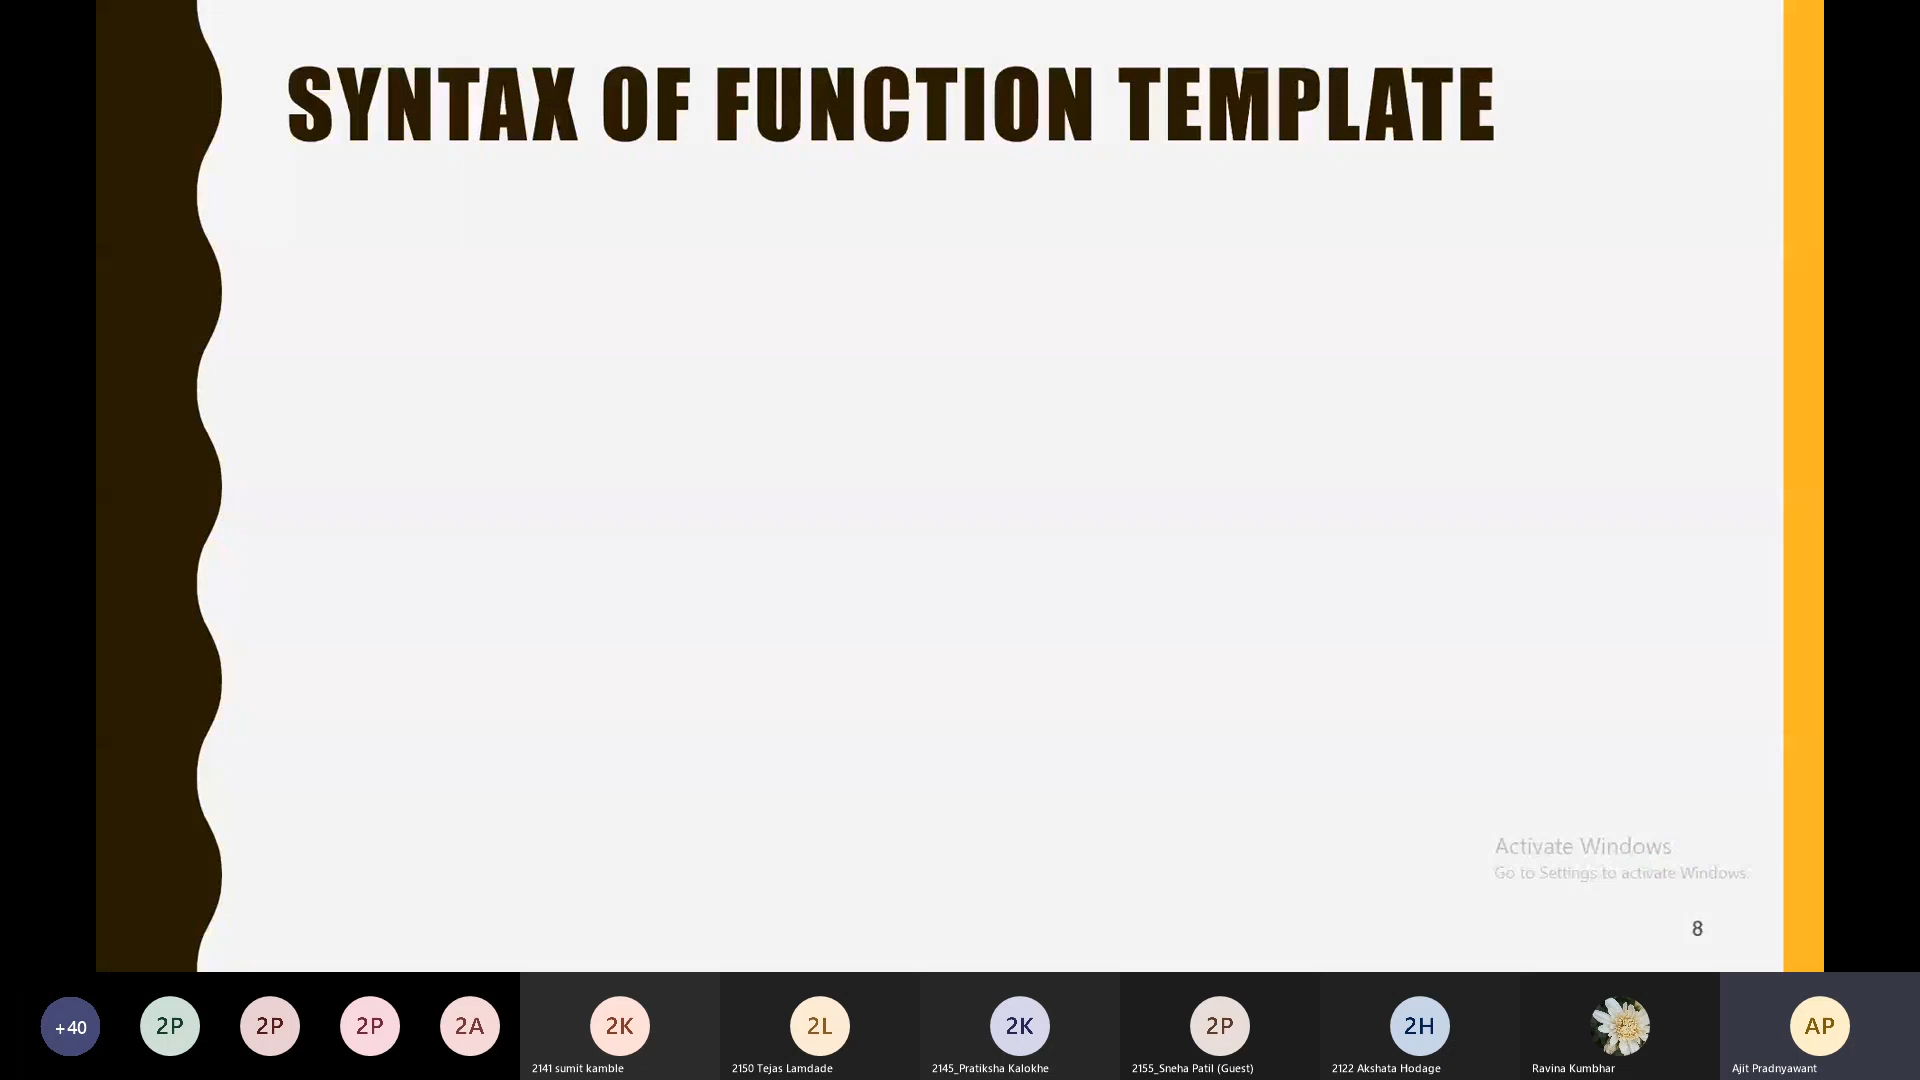 SYNTAX OF FUNCTION TEMPLATE
Activate Windows
Go to Settings to activate Windows.
8
+40
2P
2P
2P
2A
2K
2L
2K
2P
2H
AP
2141 sumit kamble
2150 Tejas Lamdade
2145_Pratiksha Kalokhe
2155_Sneha Patil (Guest)
2122 Akshata Hodage
Ravina Kumbhar
Ajit Pradnyawant